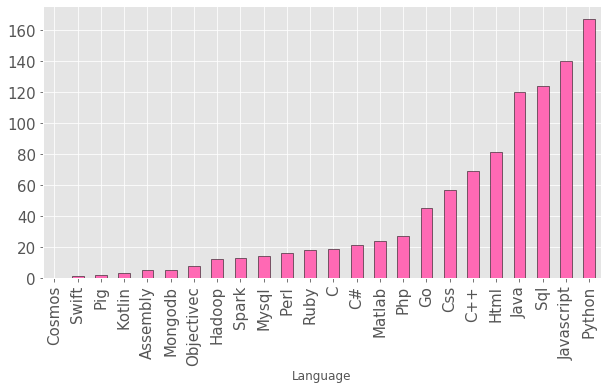 160
140
120
100
80
60
40
20
0
Cosmos
Swift
Pig
Kotlin
Assembly
Mongodb
Objectivec
Hadoop
Spark
Mysql
Perl
Ruby
C
C#
Matlab
Php
Go
Css
C++
Html
Java
Sql
Javascript
Python
Language